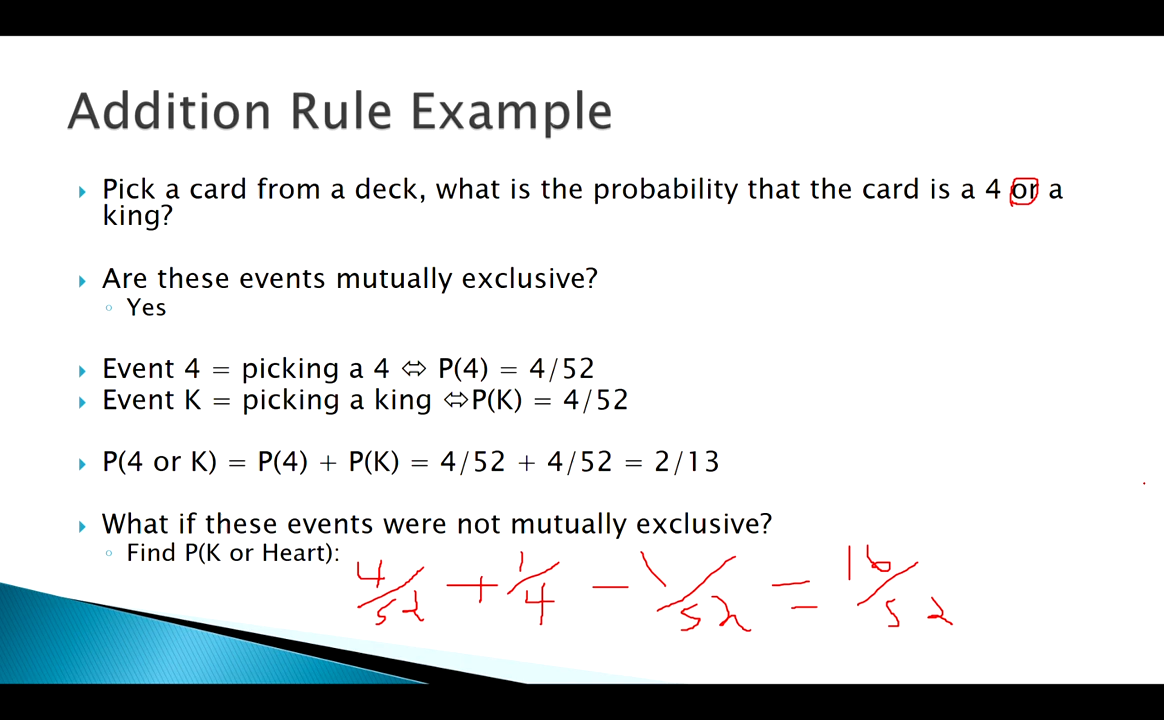 Addition Rule Example
Pick a card from a deck, what is the probability that the card is a 4 or a
king?
Are these events mutually exclusive?
Yes
Event 4 = picking a 4 ⇔ P(4) = 4/52
Event K = picking a king ⇔P(K) = 4/52
P(4 or K) = P(4) + P(K) = 4/52 + 4/52 = 2/13
What if these events were not mutually exclusive?
Find P(K or Heart): 4/52 + 1/4 - 1/52 = 16/52